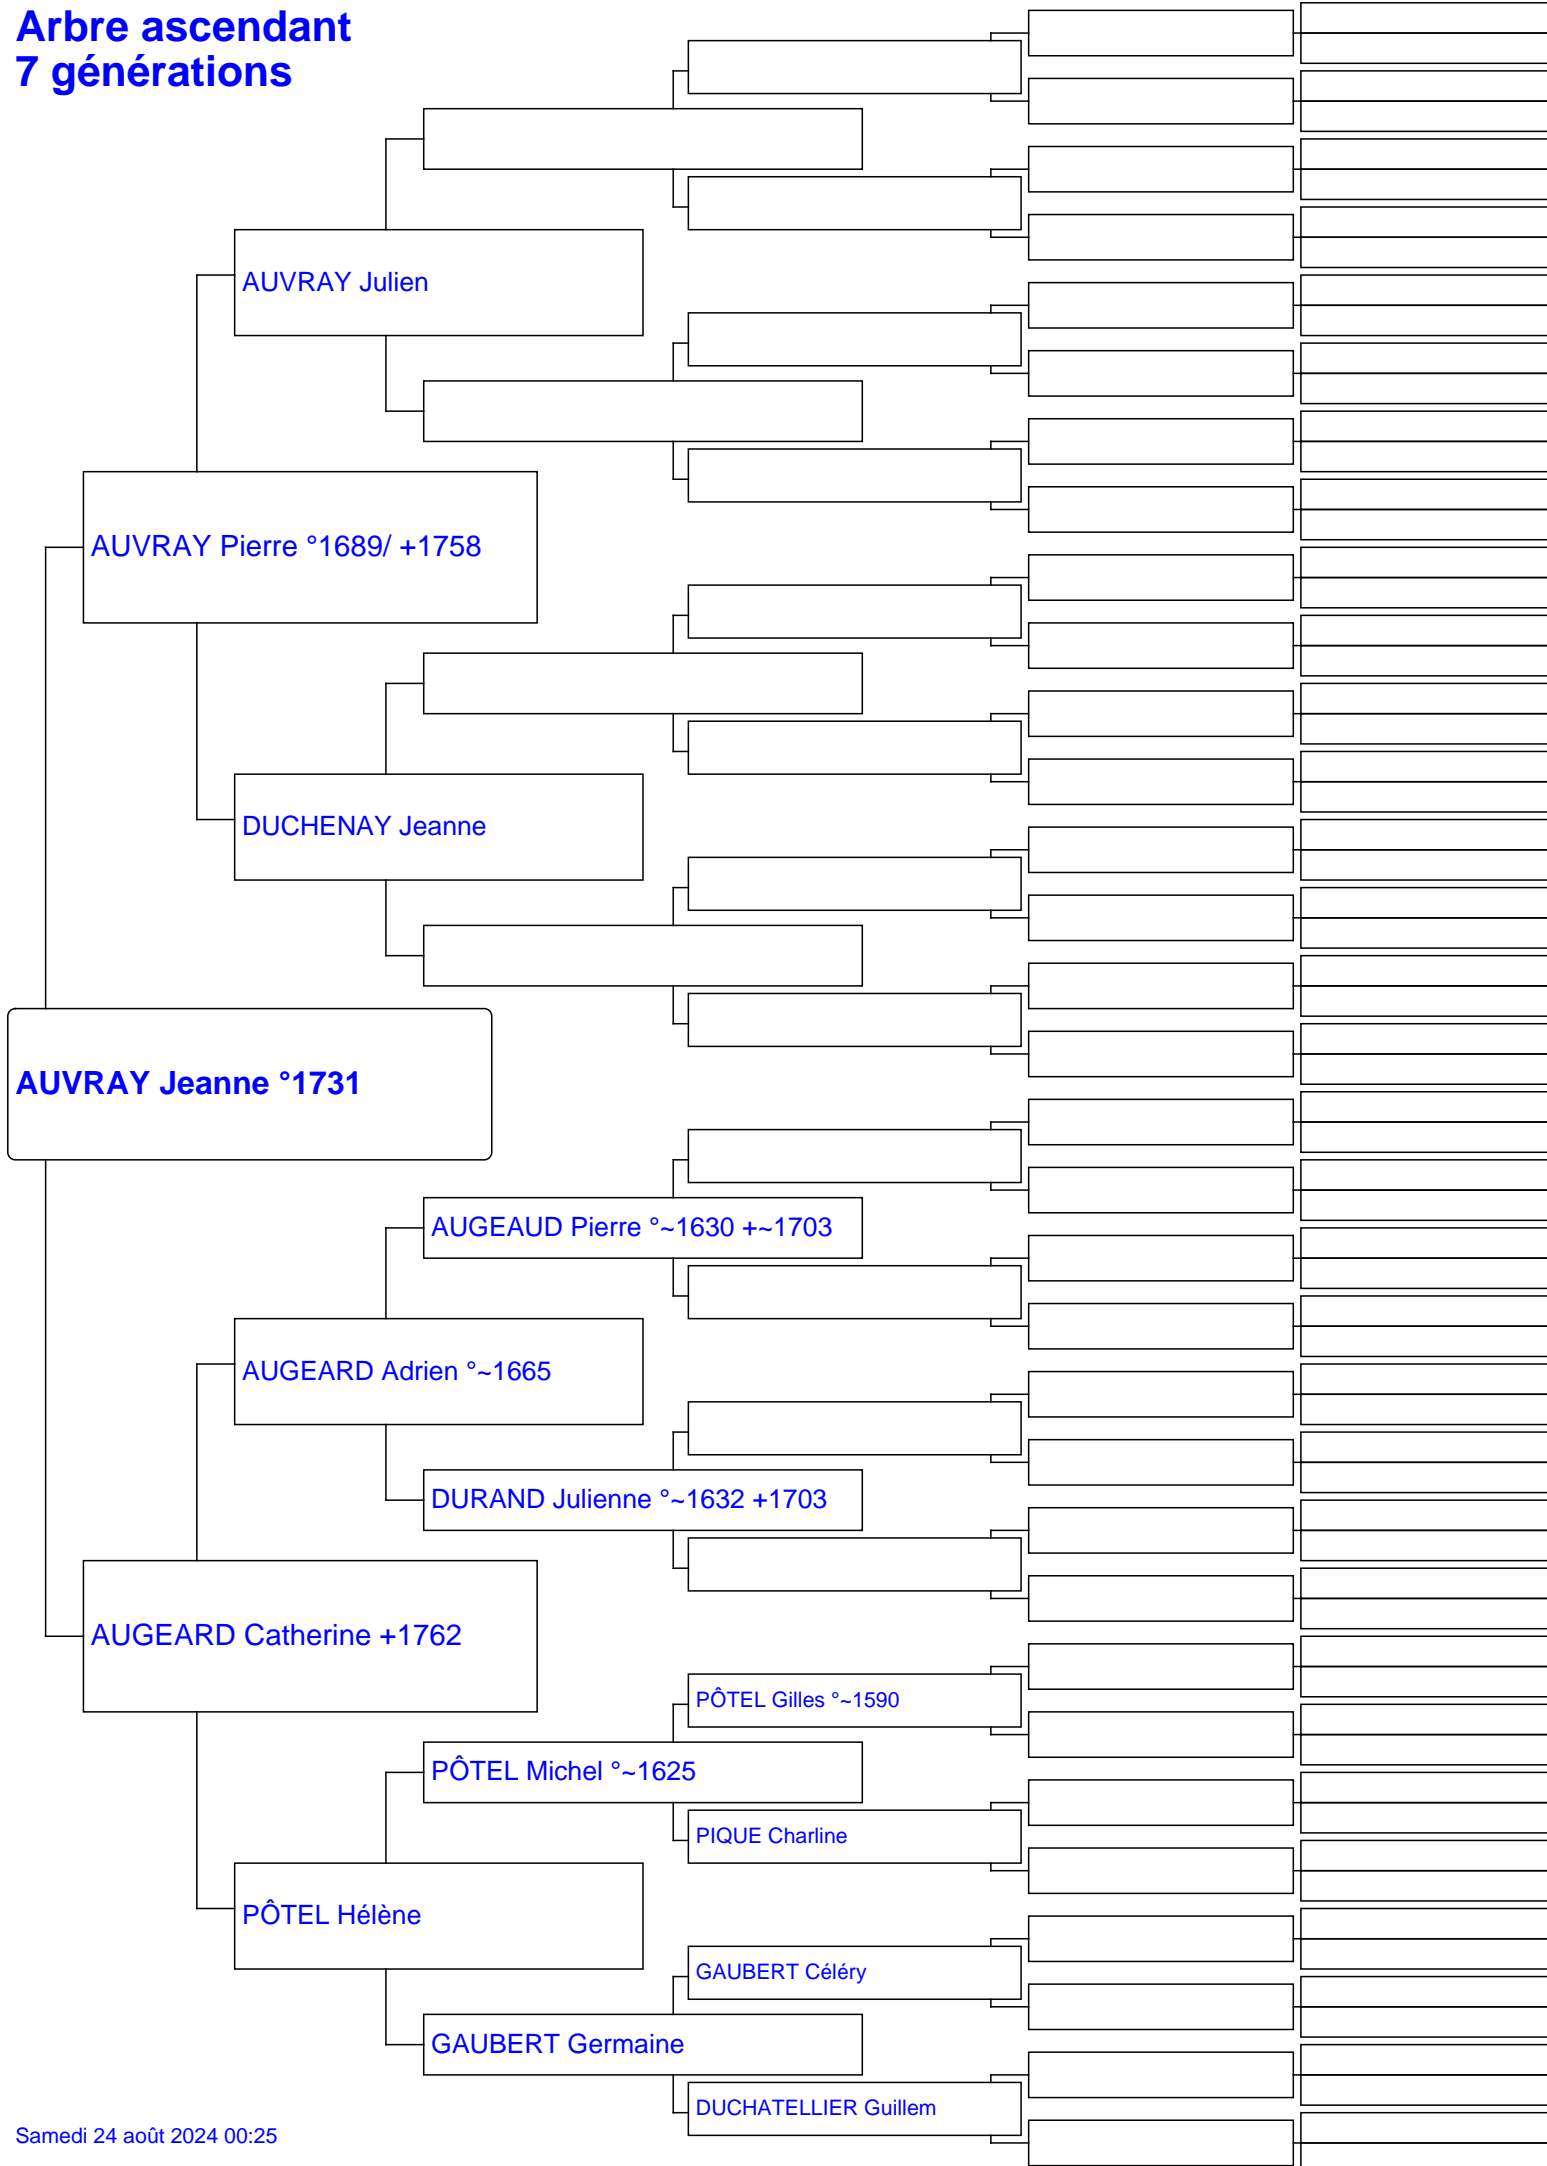 Arbre ascendant
7 générations
AUVRAY Julien
AUVRAY Pierre °1689/ +1758
DUCHENAY Jeanne
AUVRAY Jeanne °1731
AUGEAUD Pierre °~1630 +~1703
AUGEARD Adrien °~1665
DURAND Julienne °~1632 +1703
AUGEARD Catherine +1762
PÔTEL Gilles °~1590
PÔTEL Michel °~1625
PIQUE Charline
PÔTEL Hélène
GAUBERT Céléry
GAUBERT Germaine
DUCHATELLIER Guillem
Samedi 24 août 2024 00:25